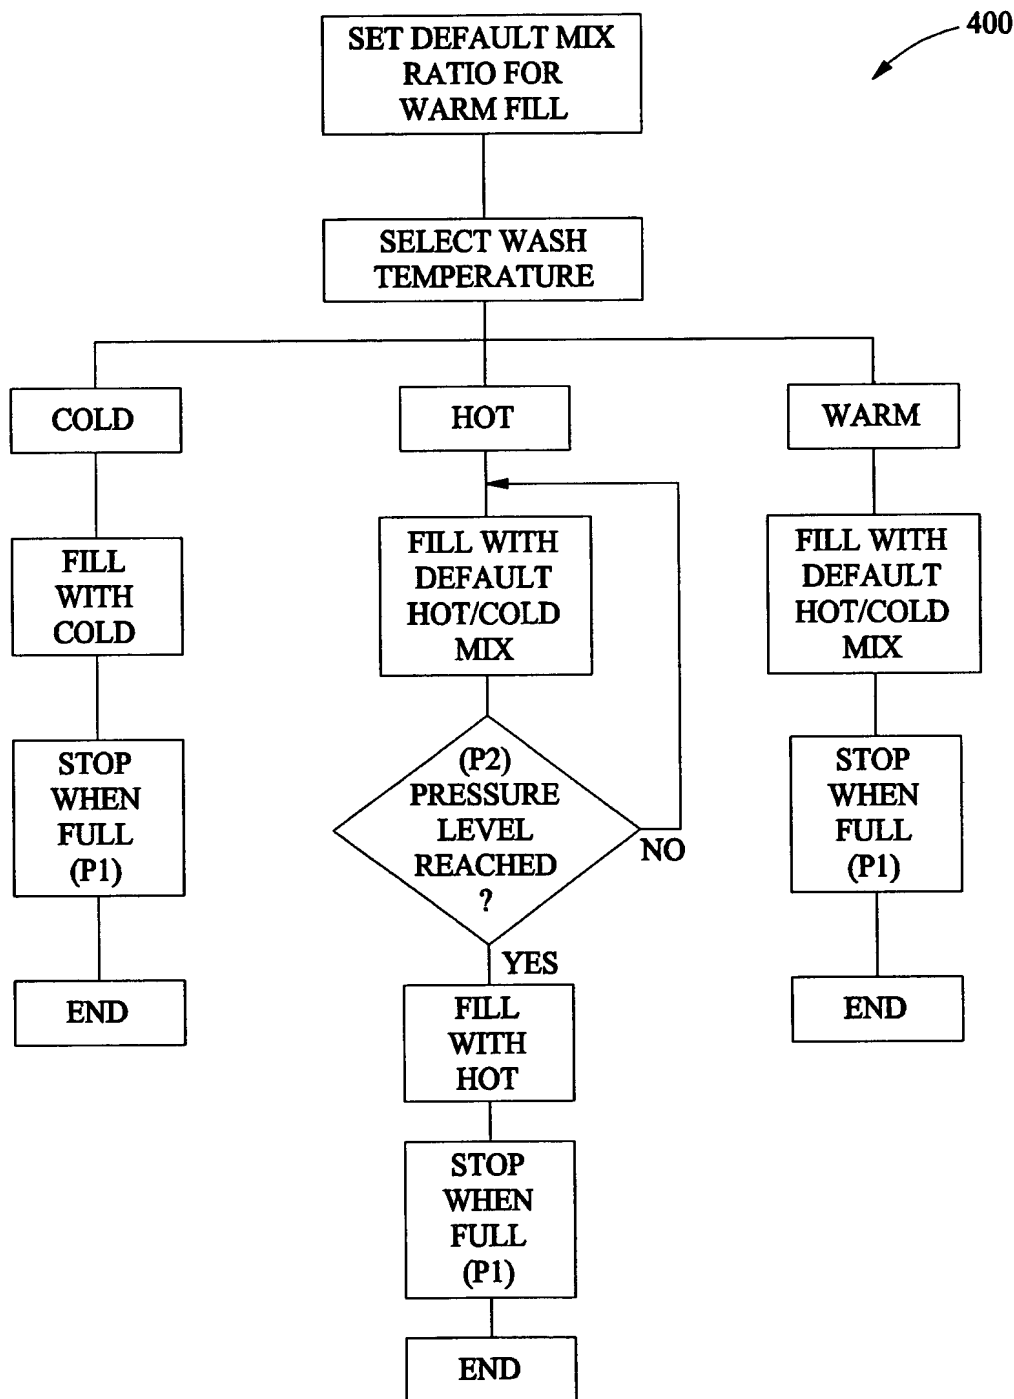 400
SET DEFAULT MIX
RATIO FOR
WARM FILL
SELECT WASH
TEMPERATURE
COLD
FILL
WITH
COLD
STOP
WHEN
FULL
(P1)
END
HOT
FILL WITH
DEFAULT
HOT/COLD
MIX
(P2)
PRESSURE
LEVEL
REACHED
?
NO
YES
FILL
WITH
HOT
STOP
WHEN
FULL
(P1)
END
WARM
FILL WITH
DEFAULT
HOT/COLD
MIX
STOP
WHEN
FULL
(P1)
END